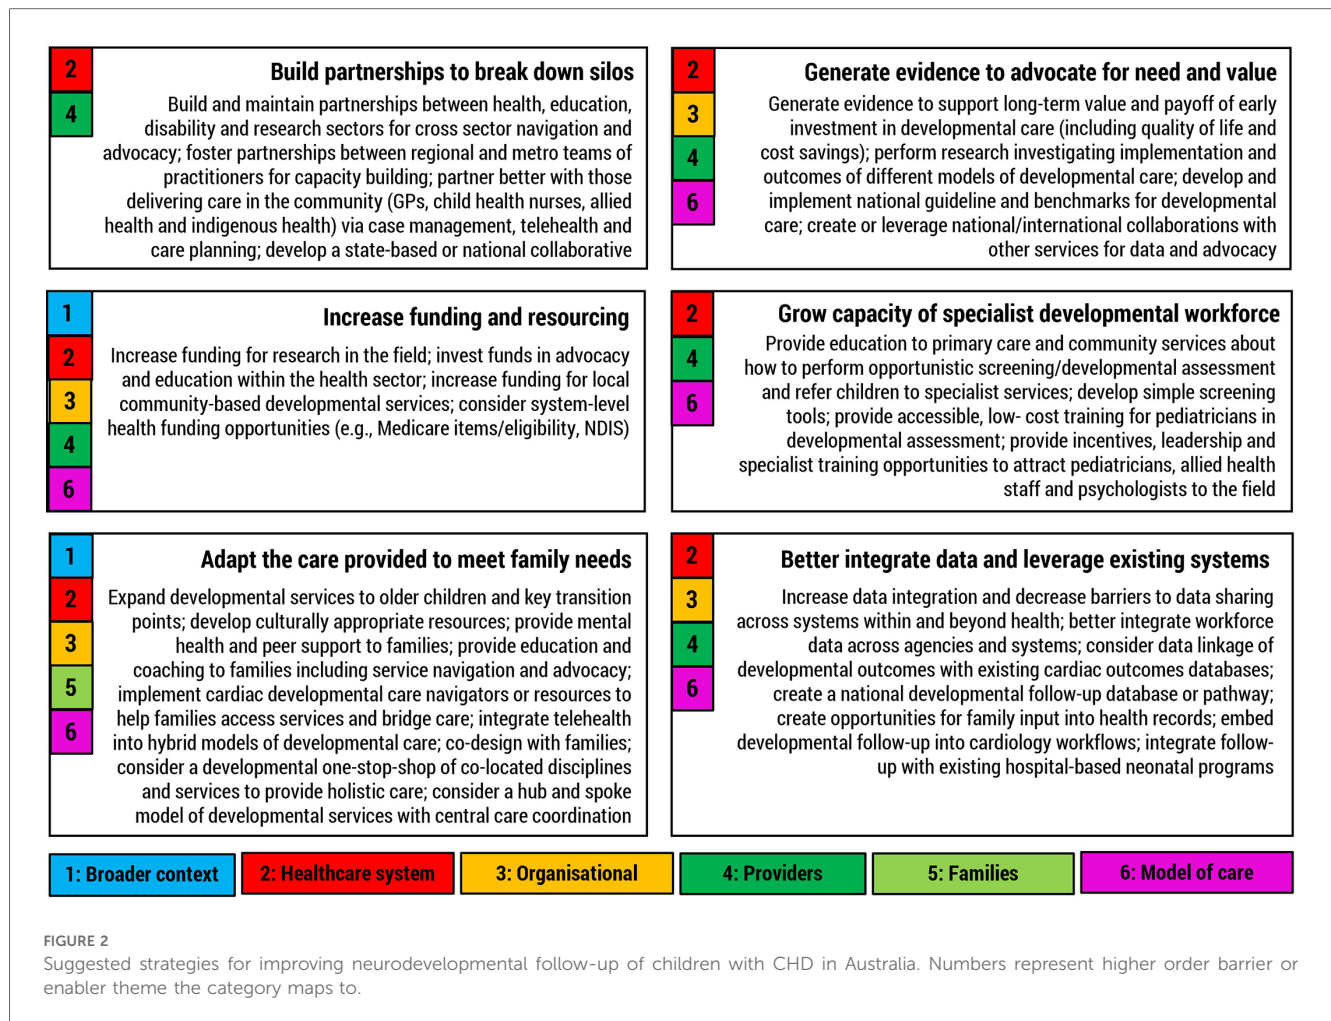 2
4
Build partnerships to break down silos
Build and maintain partnerships between health, education,
disability and research sectors for cross sector navigation and
advocacy; foster partnerships between regional and metro teams of
practitioners for capacity building; partner better with those
delivering care in the community (GPs, child health nurses, allied
health and indigenous health) via case management, telehealth and
care planning; develop a state-based or national collaborative
2
3
4
6
Generate evidence to advocate for need and value
Generate evidence to support long-term value and payoff of early
investment in developmental care (including quality of life and
cost savings); perform research investigating implementation and
outcomes of different models of developmental care; develop and
implement national guideline and benchmarks for developmental
care; create or leverage national/international collaborations with
other services for data and advocacy
1
2
3
4
6
Increase funding and resourcing
Increase funding for research in the field; invest funds in advocacy
and education within the health sector; increase funding for local
community-based developmental services; consider system-level
health funding opportunities (e.g., Medicare items/eligibility, NDIS)
2
4
6
Grow capacity of specialist developmental workforce
Provide education to primary care and community services about
how to perform opportunistic screening/developmental assessment
and refer children to specialist services; develop simple screening
tools; provide accessible, low- cost training for pediatricians in
developmental assessment; provide incentives, leadership and
specialist training opportunities to attract pediatricians, allied health
staff and psychologists to the field
1
2
3
5
6
Adapt the care provided to meet family needs
Expand developmental services to older children and key transition
points; develop culturally appropriate resources; provide mental
health and peer support to families; provide education and
coaching to families including service navigation and advocacy;
implement cardiac developmental care navigators or resources to
help families access services and bridge care; integrate telehealth
into hybrid models of developmental care; co-design with families;
consider a developmental one-stop-shop of co-located disciplines
and services to provide holistic care; consider a hub and spoke
model of developmental services with central care coordination
2
3
4
6
Better integrate data and leverage existing systems
Increase data integration and decrease barriers to data sharing
across systems within and beyond health; better integrate workforce
data across agencies and systems; consider data linkage of
developmental outcomes with existing cardiac outcomes databases;
create a national developmental follow-up database or pathway;
create opportunities for family input into health records; embed
developmental follow-up into cardiology workflows; integrate follow-
up with existing hospital-based neonatal programs
1: Broader context
2: Healthcare system
3: Organisational
4: Providers
5: Families
6: Model of care
FIGURE 2
Suggested strategies for improving neurodevelopmental follow-up of children with CHD in Australia. Numbers represent higher order barrier or
enabler theme the category maps to.